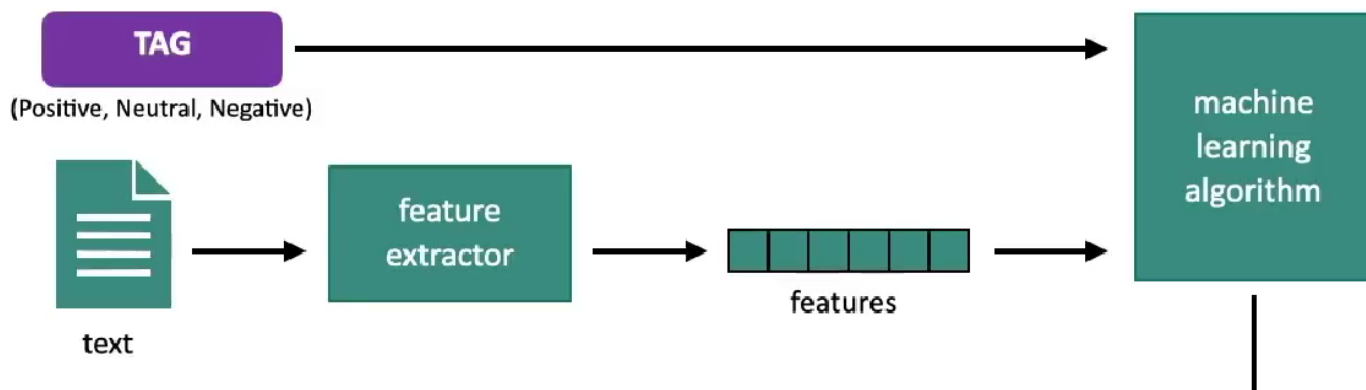 TAG
(Positive, Neutral, Negative)
machine
learning
algorithm
feature
extractor
features
text